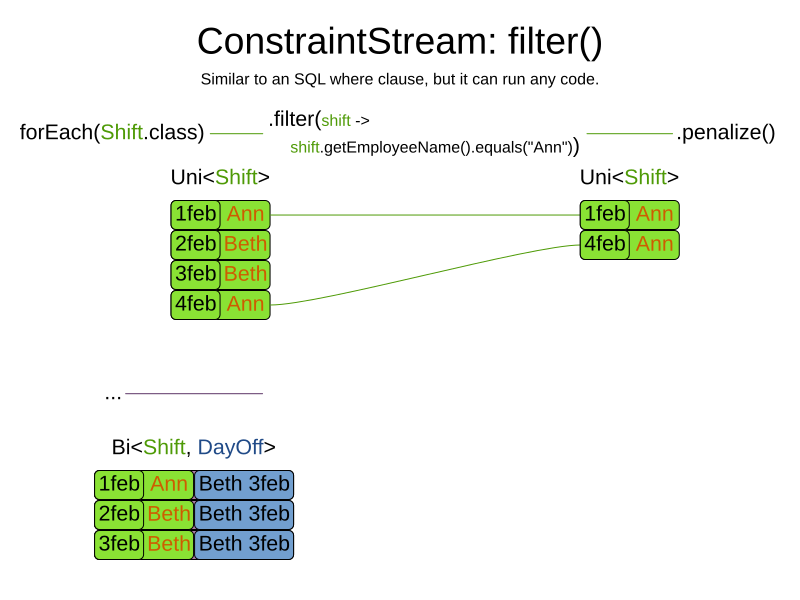 ConstraintStream: filter()
Similar to an SQL where clause, but it can run any code.
forEach(Shift.class)
.filter(shift ->
shift.getEmployeeName().equals("Ann"))
.penalize()
Uni<Shift>
1feb Ann
2feb Beth
3feb Beth
4feb Ann
Uni<Shift>
1feb Ann
4feb Ann
...
Bi<Shift, DayOff>
1feb Ann Beth 3feb
2feb Beth Beth 3feb
3feb Beth Beth 3feb